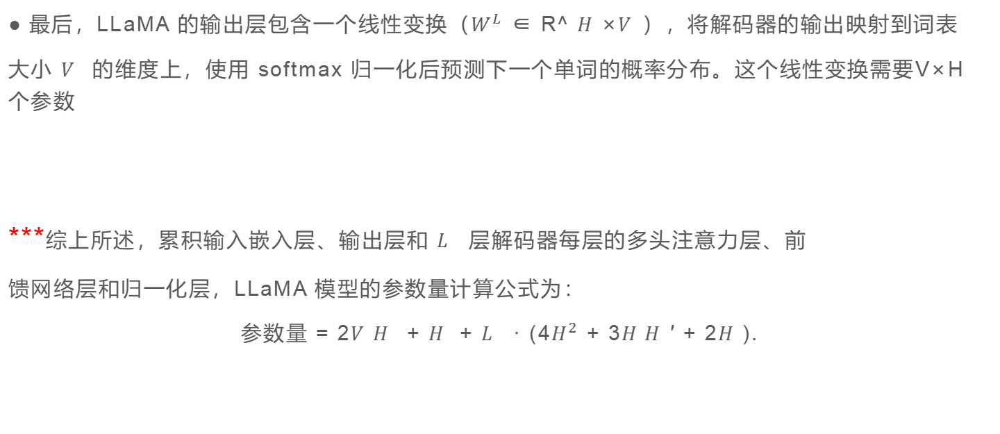 ● 最后，LLaMA 的输出层包含一个线性变换（𝑊ᴸ ∈ R^ 𝐻 ×𝑉 ），将解码器的输出映射到词表
大小 𝑉 的维度上，使用 softmax 归一化后预测下一个单词的概率分布。这个线性变换需要V×H
个参数
***综上所述，累积输入嵌入层、输出层和 𝐿 层解码器每层的多头注意力层、前
馈网络层和归一化层，LLaMA 模型的参数量计算公式为：
参数量 = 2𝑉 𝐻 + 𝐻 + 𝐿 · (4𝐻² + 3𝐻 𝐻 ′ + 2𝐻 ).